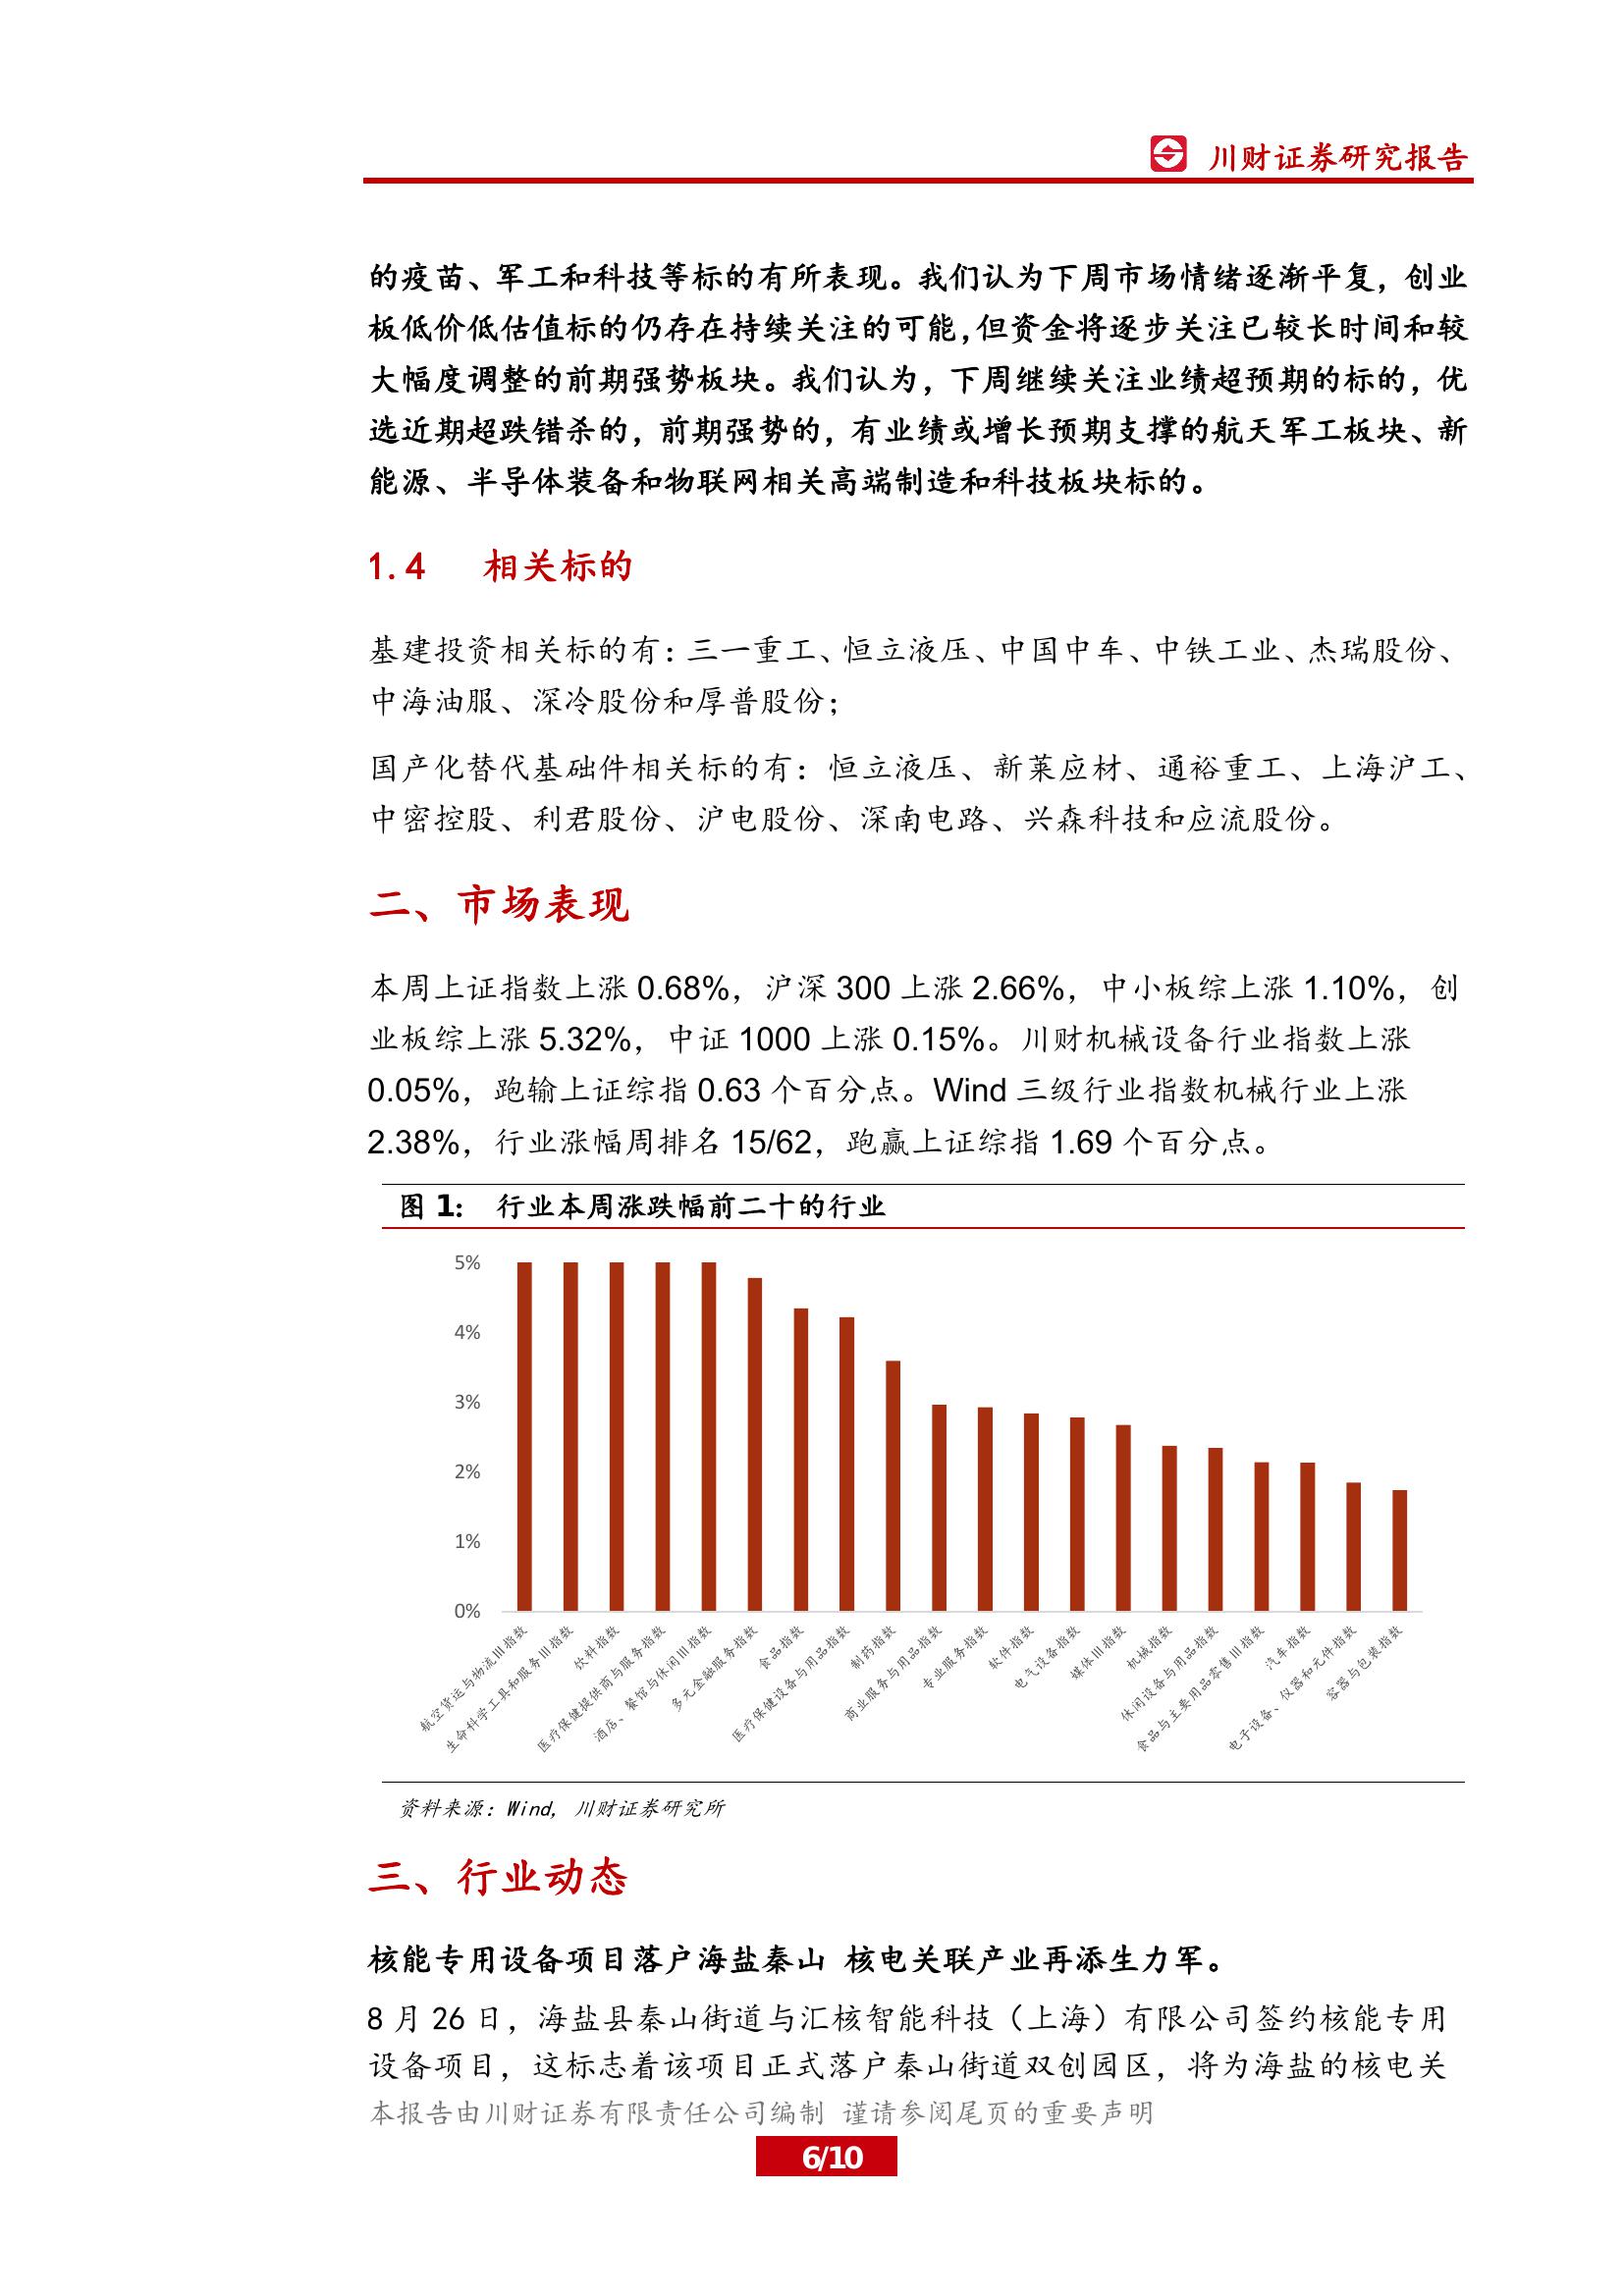 川财证券研究报告
的疫苗、军工和科技等标的有所表现。我们认为下周市场情绪逐渐平复，创业
板低价低估值标的仍存在持续关注的可能，但资金将逐步关注已较长时间和较
大幅度调整的前期强势板块。我们认为，下周继续关注业绩超预期的标的，优
选近期超跌错杀的，前期强势的，有业绩或增长预期支撑的航天军工板块、新
能源、半导体装备和物联网相关高端制造和科技板块标的。
1.4 相关标的
基建投资相关标的有：三一重工、恒立液压、中国中车、中铁工业、杰瑞股份、
中海油服、深冷股份和厚普股份；
国产化替代基础件相关标的有：恒立液压、新莱应材、通裕重工、上海沪工、
中密控股、利君股份、沪电股份、深南电路、兴森科技和应流股份。
二、市场表现
本周上证指数上涨 0.68%，沪深 300 上涨 2.66%，中小板综上涨 1.10%，创
业板综上涨 5.32%，中证 1000 上涨 0.15%。川财机械设备行业指数上涨
0.05%，跑输上证综指 0.63 个百分点。Wind 三级行业指数机械行业上涨
2.38%，行业涨幅周排名 15/62，跑赢上证综指 1.69 个百分点。
图 1： 行业本周涨跌幅前二十的行业
5%
4%
3%
2%
1%
0%
航空货运与物流Ⅲ指数
生命科学工具和服务Ⅲ指数
饮料指数
医疗保健提供商与服务指数
酒店、餐馆与休闲Ⅲ指数
多元金融服务指数
食品指数
医疗保健设备与用品指数
制药指数
商业服务与用品指数
专业服务指数
软件指数
电气设备指数
媒体Ⅲ指数
机械指数
休闲设备与用品指数
食品与主要用品零售Ⅲ指数
汽车指数
电子设备、仪器和元件指数
容器与包装指数
资料来源：Wind，川财证券研究所
三、行业动态
核能专用设备项目落户海盐秦山 核电关联产业再添生力军。
8 月 26 日，海盐县秦山街道与汇核智能科技（上海）有限公司签约核能专用
设备项目，这标志着该项目正式落户秦山街道双创园区，将为海盐的核电关
本报告由川财证券有限责任公司编制 谨请参阅尾页的重要声明
6/10